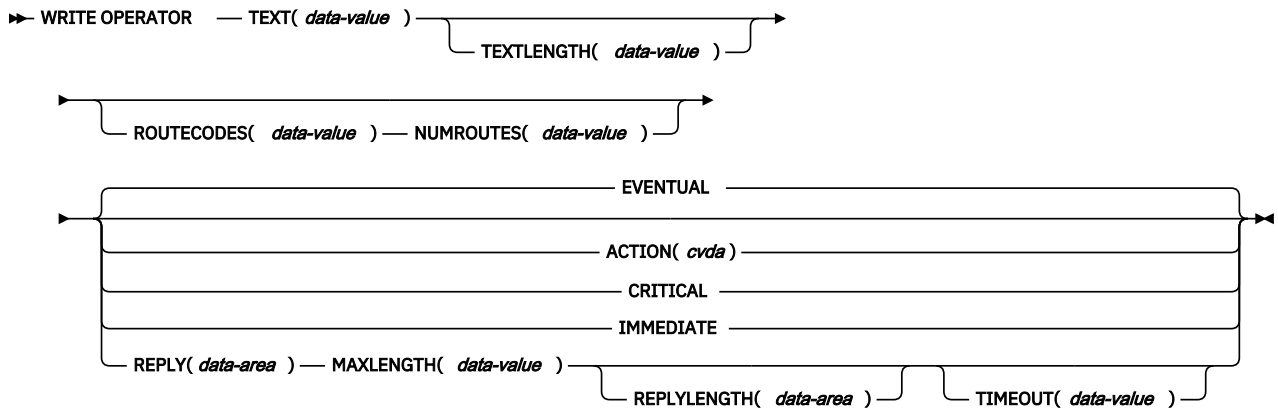 WRITE OPERATOR TEXT( data-value )
TEXTLENGTH( data-value )
ROUTECODES( data-value ) NUMROUTES( data-value )
EVENTUAL
ACTION( cvda )
CRITICAL
IMMEDIATE
REPLY( data-area ) MAXLENGTH( data-value )
REPLYLENGTH( data-area ) TIMEOUT( data-value )